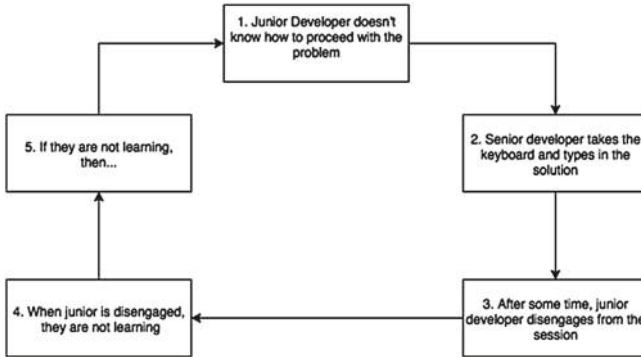 1. Junior Developer doesn't
know how to proceed with the
problem
2. Senior developer takes the
keyboard and types in the
solution
3. After some time, junior
developer disengages from the
session
4. When junior is disengaged,
they are not learning
5. If they are not learning,
then...